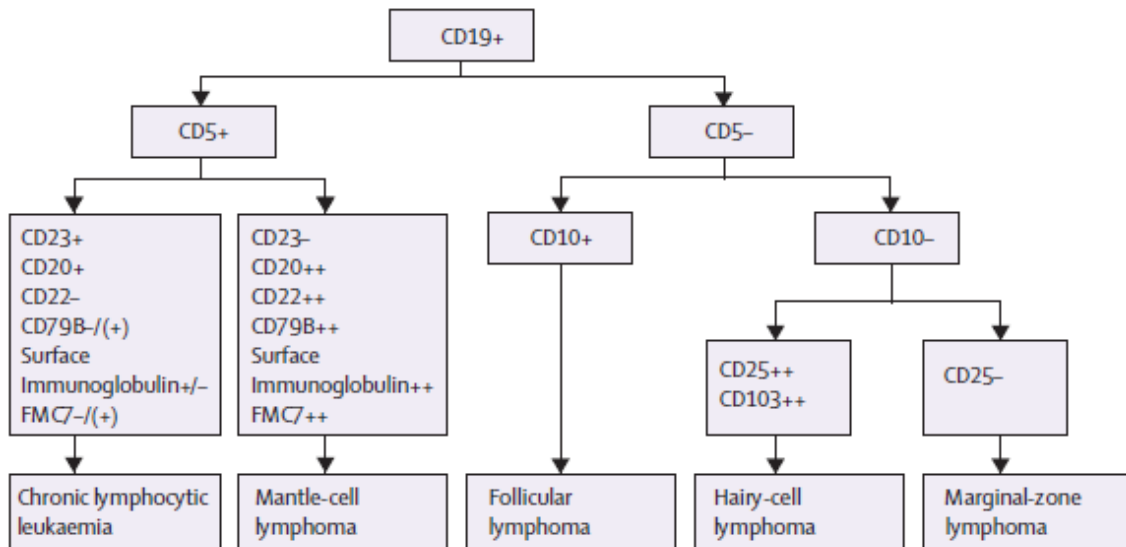 CD19+
CD5+
CD5–
CD23+
CD20+
CD22–
CD79B–/(+)
Surface
Immunoglobulin+/–
FMC7–/(+)
CD23–
CD20++
CD22++
CD79B++
Surface
Immunoglobulin++
FMC7++
CD10+
CD10–
CD25++
CD103++
CD25–
Chronic lymphocytic
leukaemia
Mantle-cell
lymphoma
Follicular
lymphoma
Hairy-cell
lymphoma
Marginal-zone
lymphoma